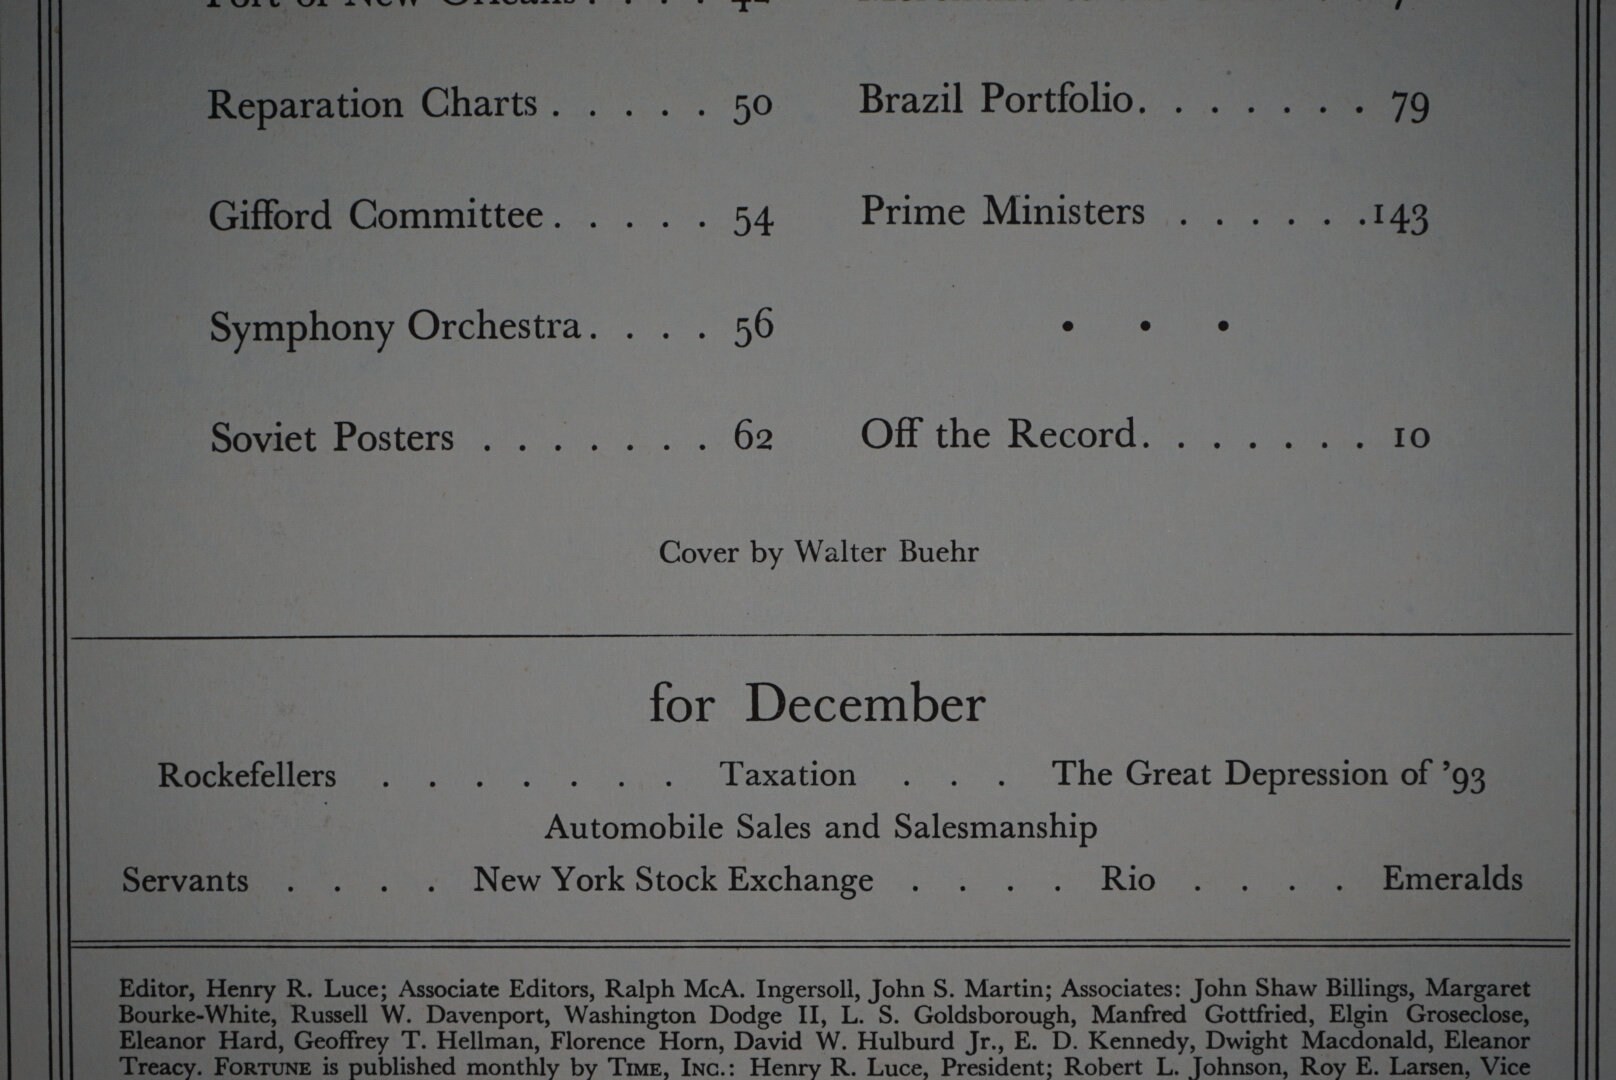 Port of New Orleans . . . . 42
Reparation Charts . . . . . 50
Gifford Committee . . . . . 54
Symphony Orchestra . . . . 56
Soviet Posters . . . . . . . 62
Brazil Portfolio . . . . . . . 79
Prime Ministers . . . . . . 143
• • •
Off the Record . . . . . . . 10
Cover by Walter Buehr
for December
Rockefellers . . . . . . . Taxation . . . The Great Depression of ’93
Automobile Sales and Salesmanship
Servants . . . . New York Stock Exchange . . . . Rio . . . . Emeralds
Editor, Henry R. Luce; Associate Editors, Ralph McA. Ingersoll, John S. Martin; Associates: John Shaw Billings, Margaret
Bourke-White, Russell W. Davenport, Washington Dodge II, L. S. Goldsborough, Manfred Gottfried, Elgin Groseclose,
Eleanor Hard, Geoffrey T. Hellman, Florence Horn, David W. Hulburd Jr., E. D. Kennedy, Dwight Macdonald, Eleanor
Treacy. FORTUNE is published monthly by TIME, INC.: Henry R. Luce, President; Robert L. Johnson, Roy E. Larsen, Vice